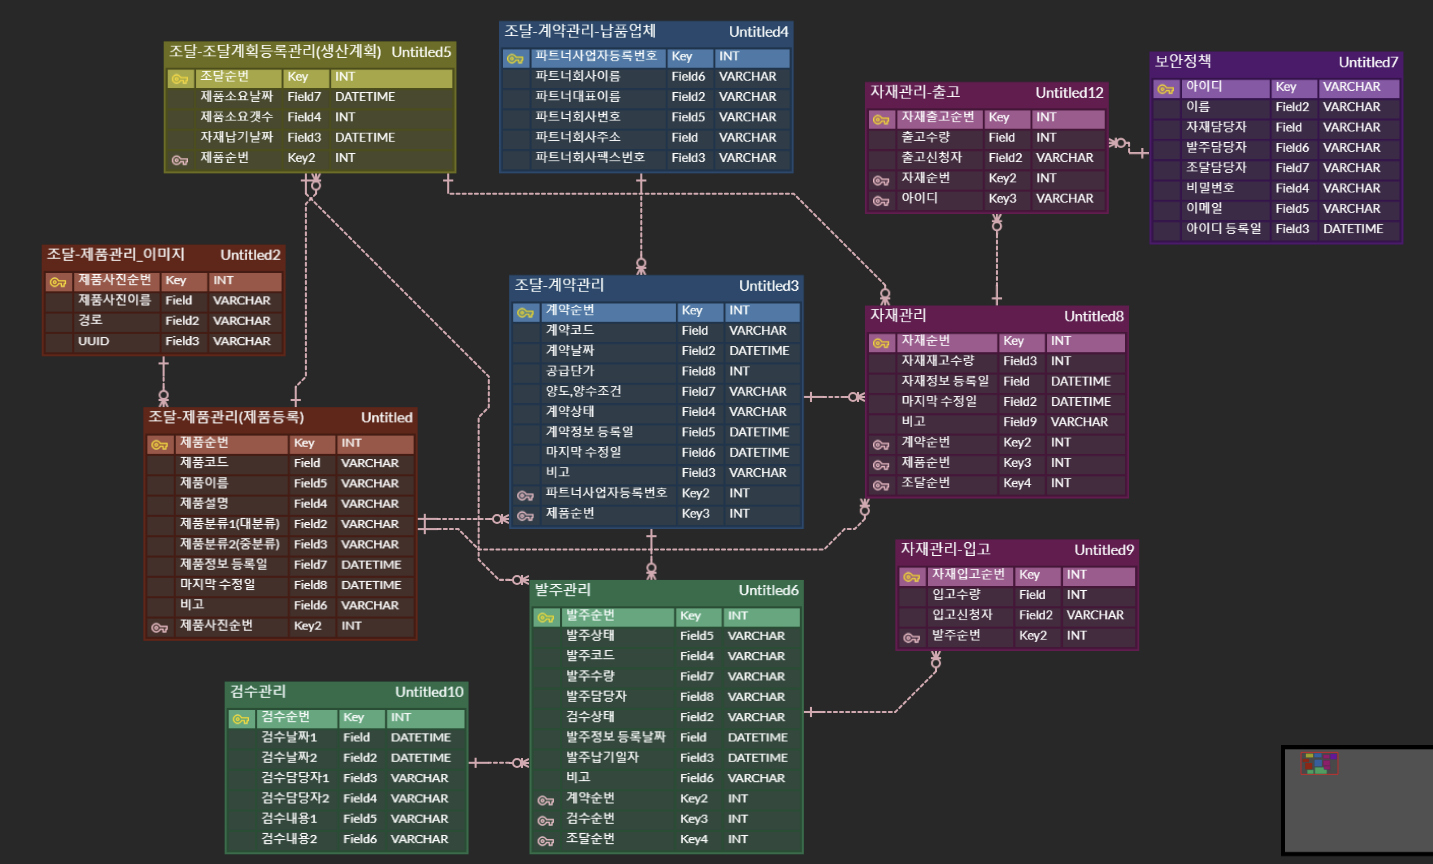 조달-조달계획등록관리(생산계획) Untitled5
조달순번 Key INT
제품소요날짜 Field7 DATETIME
제품소요갯수 Field4 INT
자재납기날짜 Field3 DATETIME
제품순번 Key2 INT
조달-계약관리-납품업체 Untitled4
파트너사업자등록번호 Key INT
파트너회사이름 Field6 VARCHAR
파트너대표이름 Field2 VARCHAR
파트너회사번호 Field5 VARCHAR
파트너회사주소 Field VARCHAR
파트너회사팩스번호 Field3 VARCHAR
자재관리-출고 Untitled12
자재출고순번 Key INT
출고수량 Field INT
출고신청자 Field2 VARCHAR
자재순번 Key2 INT
아이디 Key3 VARCHAR
보안정책 Untitled7
아이디 Key VARCHAR
이름 Field2 VARCHAR
자재담당자 Field VARCHAR
발주담당자 Field6 VARCHAR
조달담당자 Field7 VARCHAR
비밀번호 Field4 VARCHAR
이메일 Field5 VARCHAR
아이디 등록일 Field3 DATETIME
조달-제품관리_이미지 Untitled2
제품사진순번 Key INT
제품사진이름 Field VARCHAR
경로 Field2 VARCHAR
UUID Field3 VARCHAR
조달-계약관리 Untitled3
계약순번 Key INT
계약코드 Field VARCHAR
계약날짜 Field2 DATETIME
공급단가 Field8 INT
양도,양수조건 Field7 VARCHAR
계약상태 Field4 VARCHAR
계약정보 등록일 Field5 DATETIME
마지막 수정일 Field6 DATETIME
비고 Field3 VARCHAR
파트너사업자등록번호 Key2 INT
제품순번 Key3 INT
자재관리 Untitled8
자재순번 Key INT
자재재고수량 Field3 INT
자재정보 등록일 Field DATETIME
마지막 수정일 Field2 DATETIME
비고 Field9 VARCHAR
계약순번 Key2 INT
제품순번 Key3 INT
조달순번 Key4 INT
조달-제품관리(제품등록) Untitled
제품순번 Key INT
제품코드 Field VARCHAR
제품이름 Field5 VARCHAR
제품설명 Field4 VARCHAR
제품분류1(대분류) Field2 VARCHAR
제품분류2(중분류) Field3 VARCHAR
제품정보 등록일 Field7 DATETIME
마지막 수정일 Field8 DATETIME
비고 Field6 VARCHAR
제품사진순번 Key2 INT
자재관리-입고 Untitled9
자재입고순번 Key INT
입고수량 Field INT
입고신청자 Field2 VARCHAR
발주순번 Key2 INT
발주관리 Untitled6
발주순번 Key INT
발주상태 Field5 VARCHAR
발주코드 Field4 VARCHAR
발주수량 Field7 VARCHAR
발주담당자 Field8 VARCHAR
검수상태 Field2 VARCHAR
발주정보 등록날짜 Field DATETIME
발주납기일자 Field3 DATETIME
비고 Field6 VARCHAR
계약순번 Key2 INT
검수순번 Key3 INT
조달순번 Key4 INT
검수관리 Untitled10
검수순번 Key INT
검수날짜1 Field DATETIME
검수날짜2 Field2 DATETIME
검수담당자1 Field3 VARCHAR
검수담당자2 Field4 VARCHAR
검수내용1 Field5 VARCHAR
검수내용2 Field6 VARCHAR